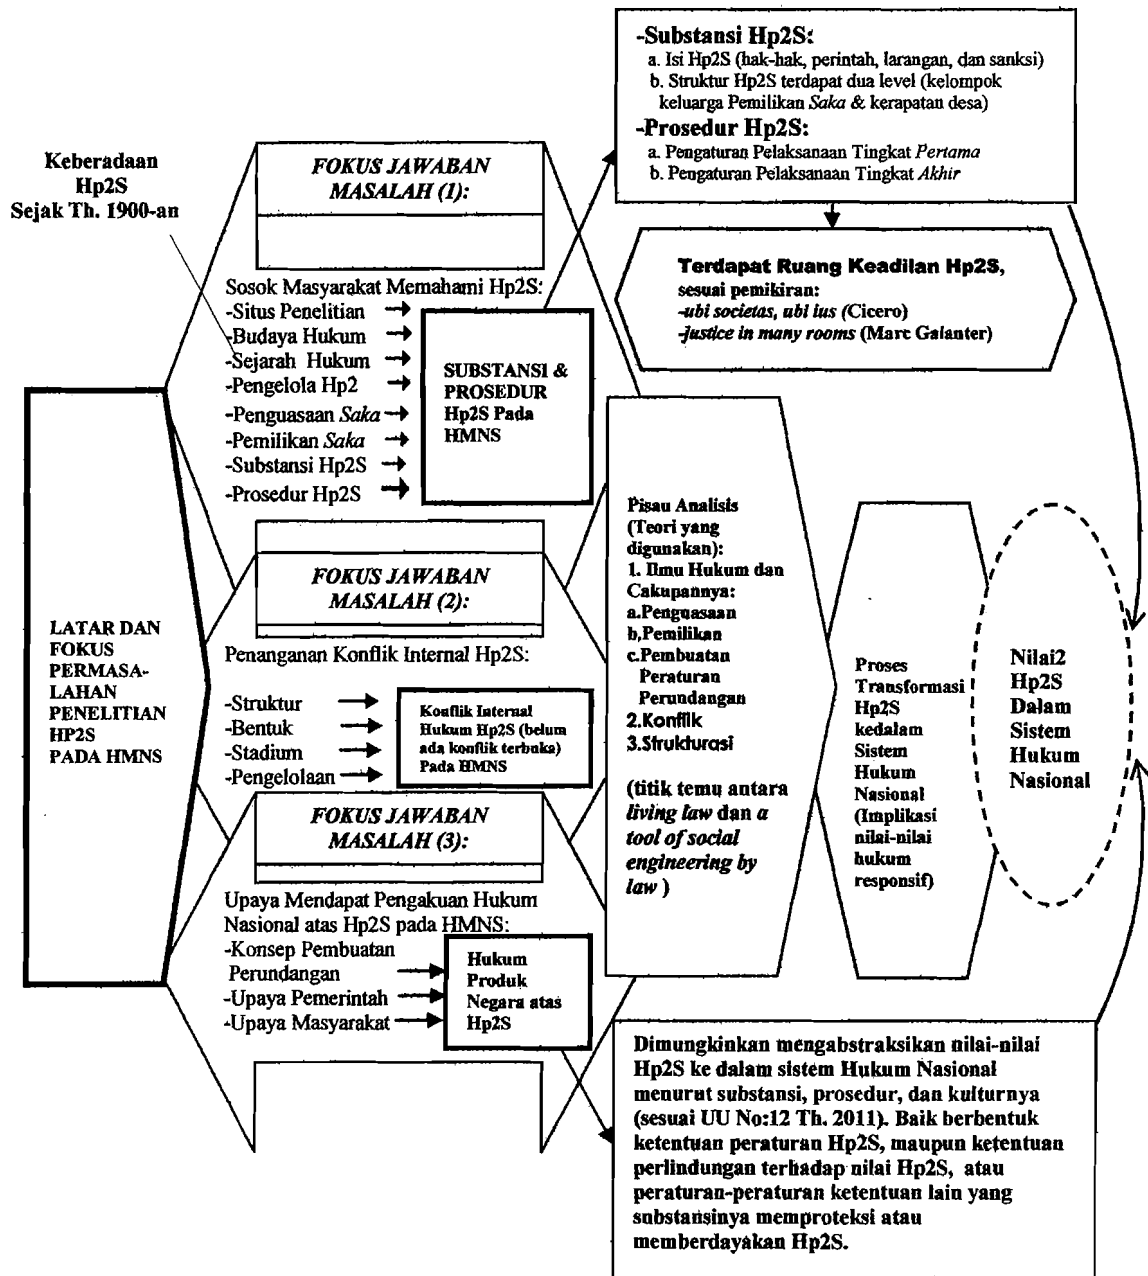 Keberadaan
Hp2S
Sejak Th. 1900-an
LATAR DAN
FOKUS
PERMASA-
LAHAN
PENELITIAN
HP2S
PADA HMNS
FOKUS JAWABAN
MASALAH (1):
Sosok Masyarakat Memahami Hp2S:
-Situs Penelitian
-Budaya Hukum
-Sejarah Hukum
-Pengelola Hp2
-Penguasaan Saka
-Pemilikan Saka
-Substansi Hp2S
-Prosedur Hp2S
SUBSTANSI &
PROSEDUR
Hp2S Pada
HMNS
FOKUS JAWABAN
MASALAH (2):
Penanganan Konflik Internal Hp2S:
-Struktur
-Bentuk
-Stadium
-Pengelolaan
Konflik Internal
Hukum Hp2S (belum
ada konflik terbuka)
Pada HMNS
FOKUS JAWABAN
MASALAH (3):
Upaya Mendapat Pengakuan Hukum
Nasional atas Hp2S pada HMNS:
-Konsep Pembuatan
Perundangan
-Upaya Pemerintah
-Upaya Masyarakat
Hukum
Produk
Negara atas
Hp2S
-Substansi Hp2S:
a. Isi Hp2S (hak-hak, perintah, larangan, dan sanksi)
b. Struktur Hp2S terdapat dua level (kelompok
keluarga Pemilikan Saka & kerapatan desa)
-Prosedur Hp2S:
a. Pengaturan Pelaksanaan Tingkat Pertama
b. Pengaturan Pelaksanaan Tingkat Akhir
Terdapat Ruang Keadilan Hp2S,
sesuai pemikiran:
-ubi societas, ubi ius (Cicero)
-justice in many rooms (Marc Galanter)
Pisau Analisis
(Teori yang
digunakan):
1. Ilmu Hukum dan
Cakupannya:
a.Penguasaan
b,Pemilikan
c.Pembuatan
Peraturan
Perundangan
2.Konflik
3.Strukturasi
(titik temu antara
living law dan a
tool of social
engineering by
law )
Proses
Transformasi
Hp2S
kedalam
Sistem
Hukum
Nasional
(Implikasi
nilai-nilai
hukum
responsif)
Nilai2
Hp2S
Dalam
Sistem
Hukum
Nasional
Dimungkinkan mengabstraksikan nilai-nilai
Hp2S ke dalam sistem Hukum Nasional
menurut substansi, prosedur, dan kulturnya
(sesuai UU No:12 Th. 2011). Baik berbentuk
ketentuan peraturan Hp2S, maupun ketentuan
perlindungan terhadap nilai Hp2S, atau
peraturan-peraturan ketentuan lain yang
substansinya memproteksi atau
memberdayakan Hp2S.